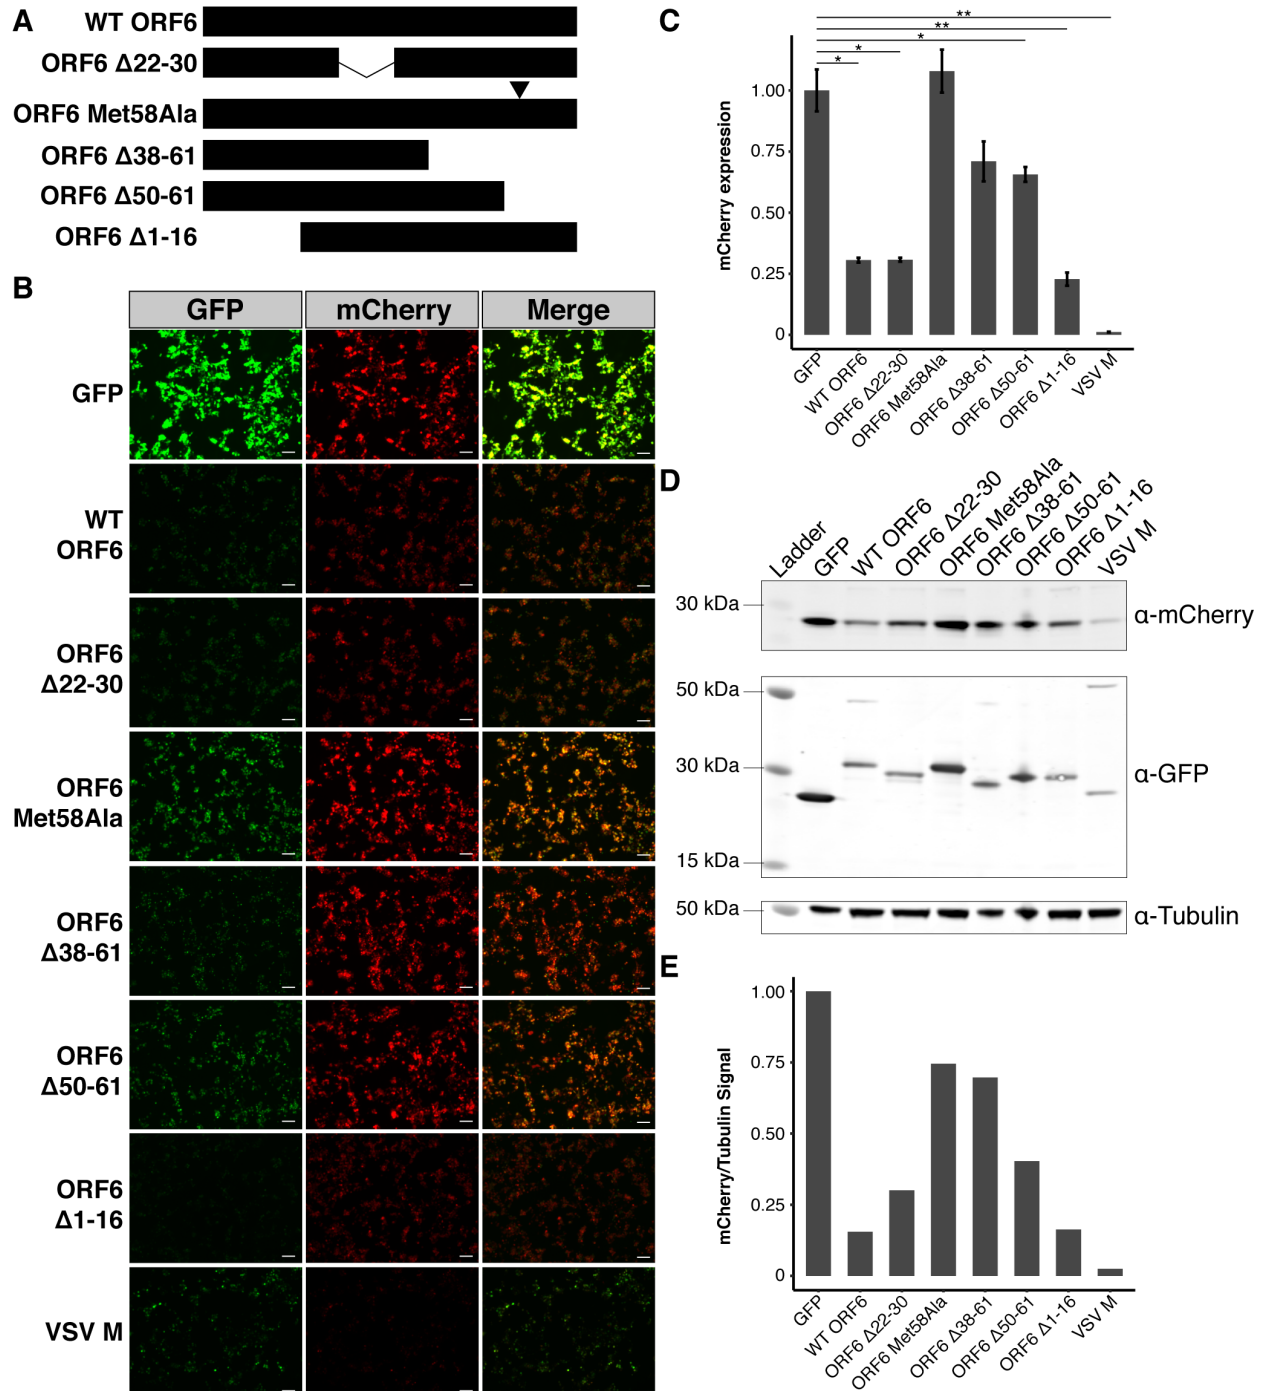 A
WT ORF6
ORF6 Δ22-30
ORF6 Met58Ala
ORF6 Δ38-61
ORF6 Δ50-61
ORF6 Δ1-16
B
GFP
mCherry
Merge
GFP
WT
ORF6
ORF6
Δ22-30
ORF6
Met58Ala
ORF6
Δ38-61
ORF6
Δ50-61
ORF6
Δ1-16
VSV M
C
**
**
*
*
*
mCherry expression
1.00
0.75
0.50
0.25
0
GFP
WT ORF6
ORF6 Δ22-30
ORF6 Met58Ala
ORF6 Δ38-61
ORF6 Δ50-61
ORF6 Δ1-16
VSV M
D
Ladder
GFP
WT ORF6
ORF6 Δ22-30
ORF6 Met58Ala
ORF6 Δ38-61
ORF6 Δ50-61
ORF6 Δ1-16
VSV M
30 kDa
α-mCherry
50 kDa
30 kDa
15 kDa
α-GFP
50 kDa
α-Tubulin
E
mCherry/Tubulin Signal
1.00
0.75
0.50
0.25
0
GFP
WT ORF6
ORF6 Δ22-30
ORF6 Met58Ala
ORF6 Δ38-61
ORF6 Δ50-61
ORF6 Δ1-16
VSV M